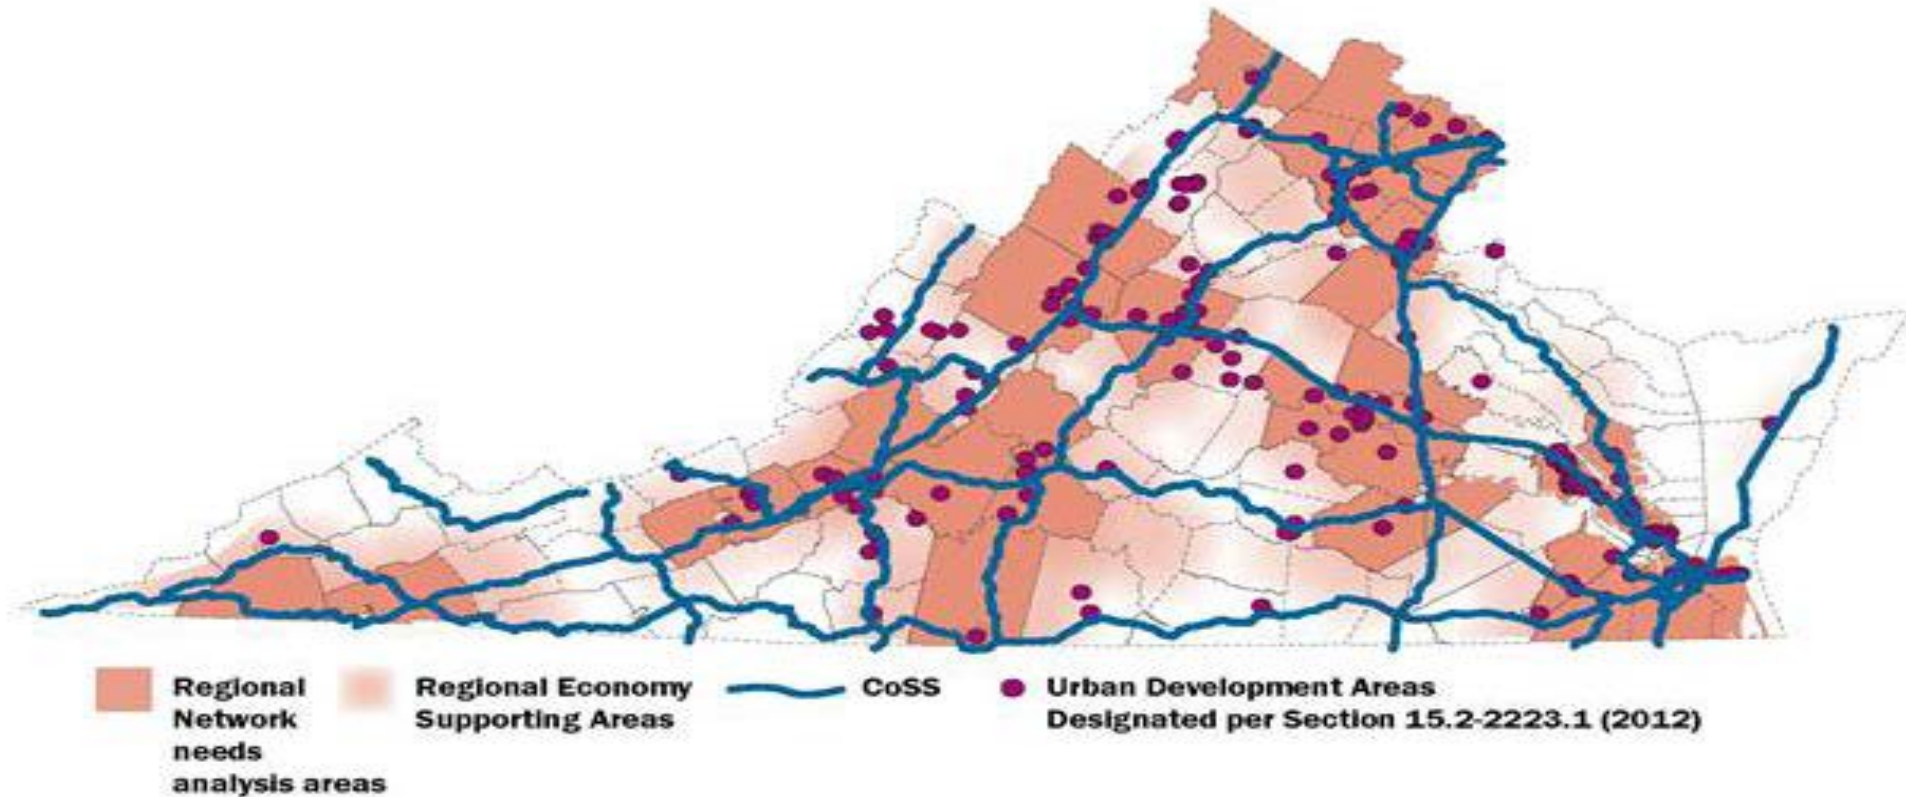 Regional
Network
needs
analysis areas
Regional Economy
Supporting Areas
CoSS
Urban Development Areas
Designated per Section 15.2-2223.1 (2012)